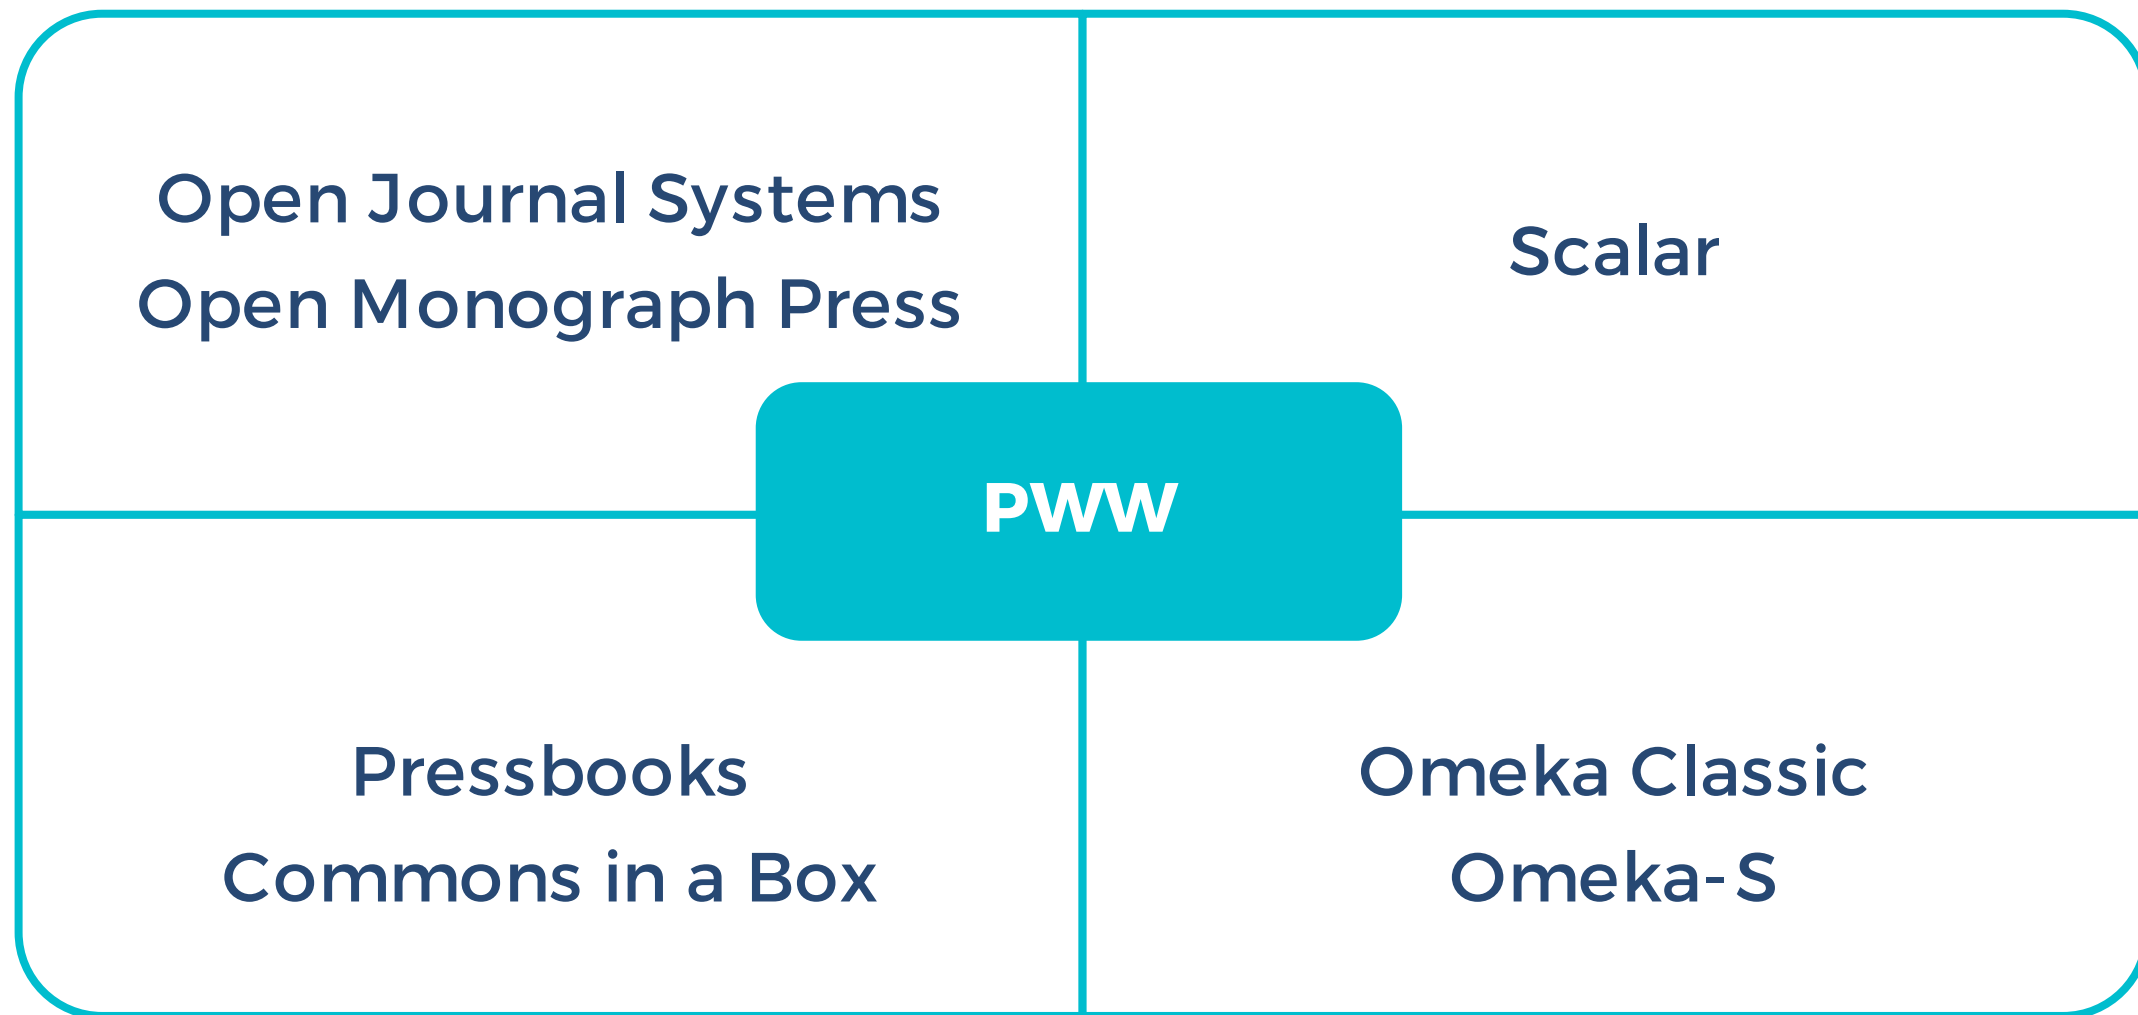 Open Journal Systems
Open Monograph Press
Scalar
PWW
Pressbooks
Commons in a Box
Omeka Classic
Omeka-S